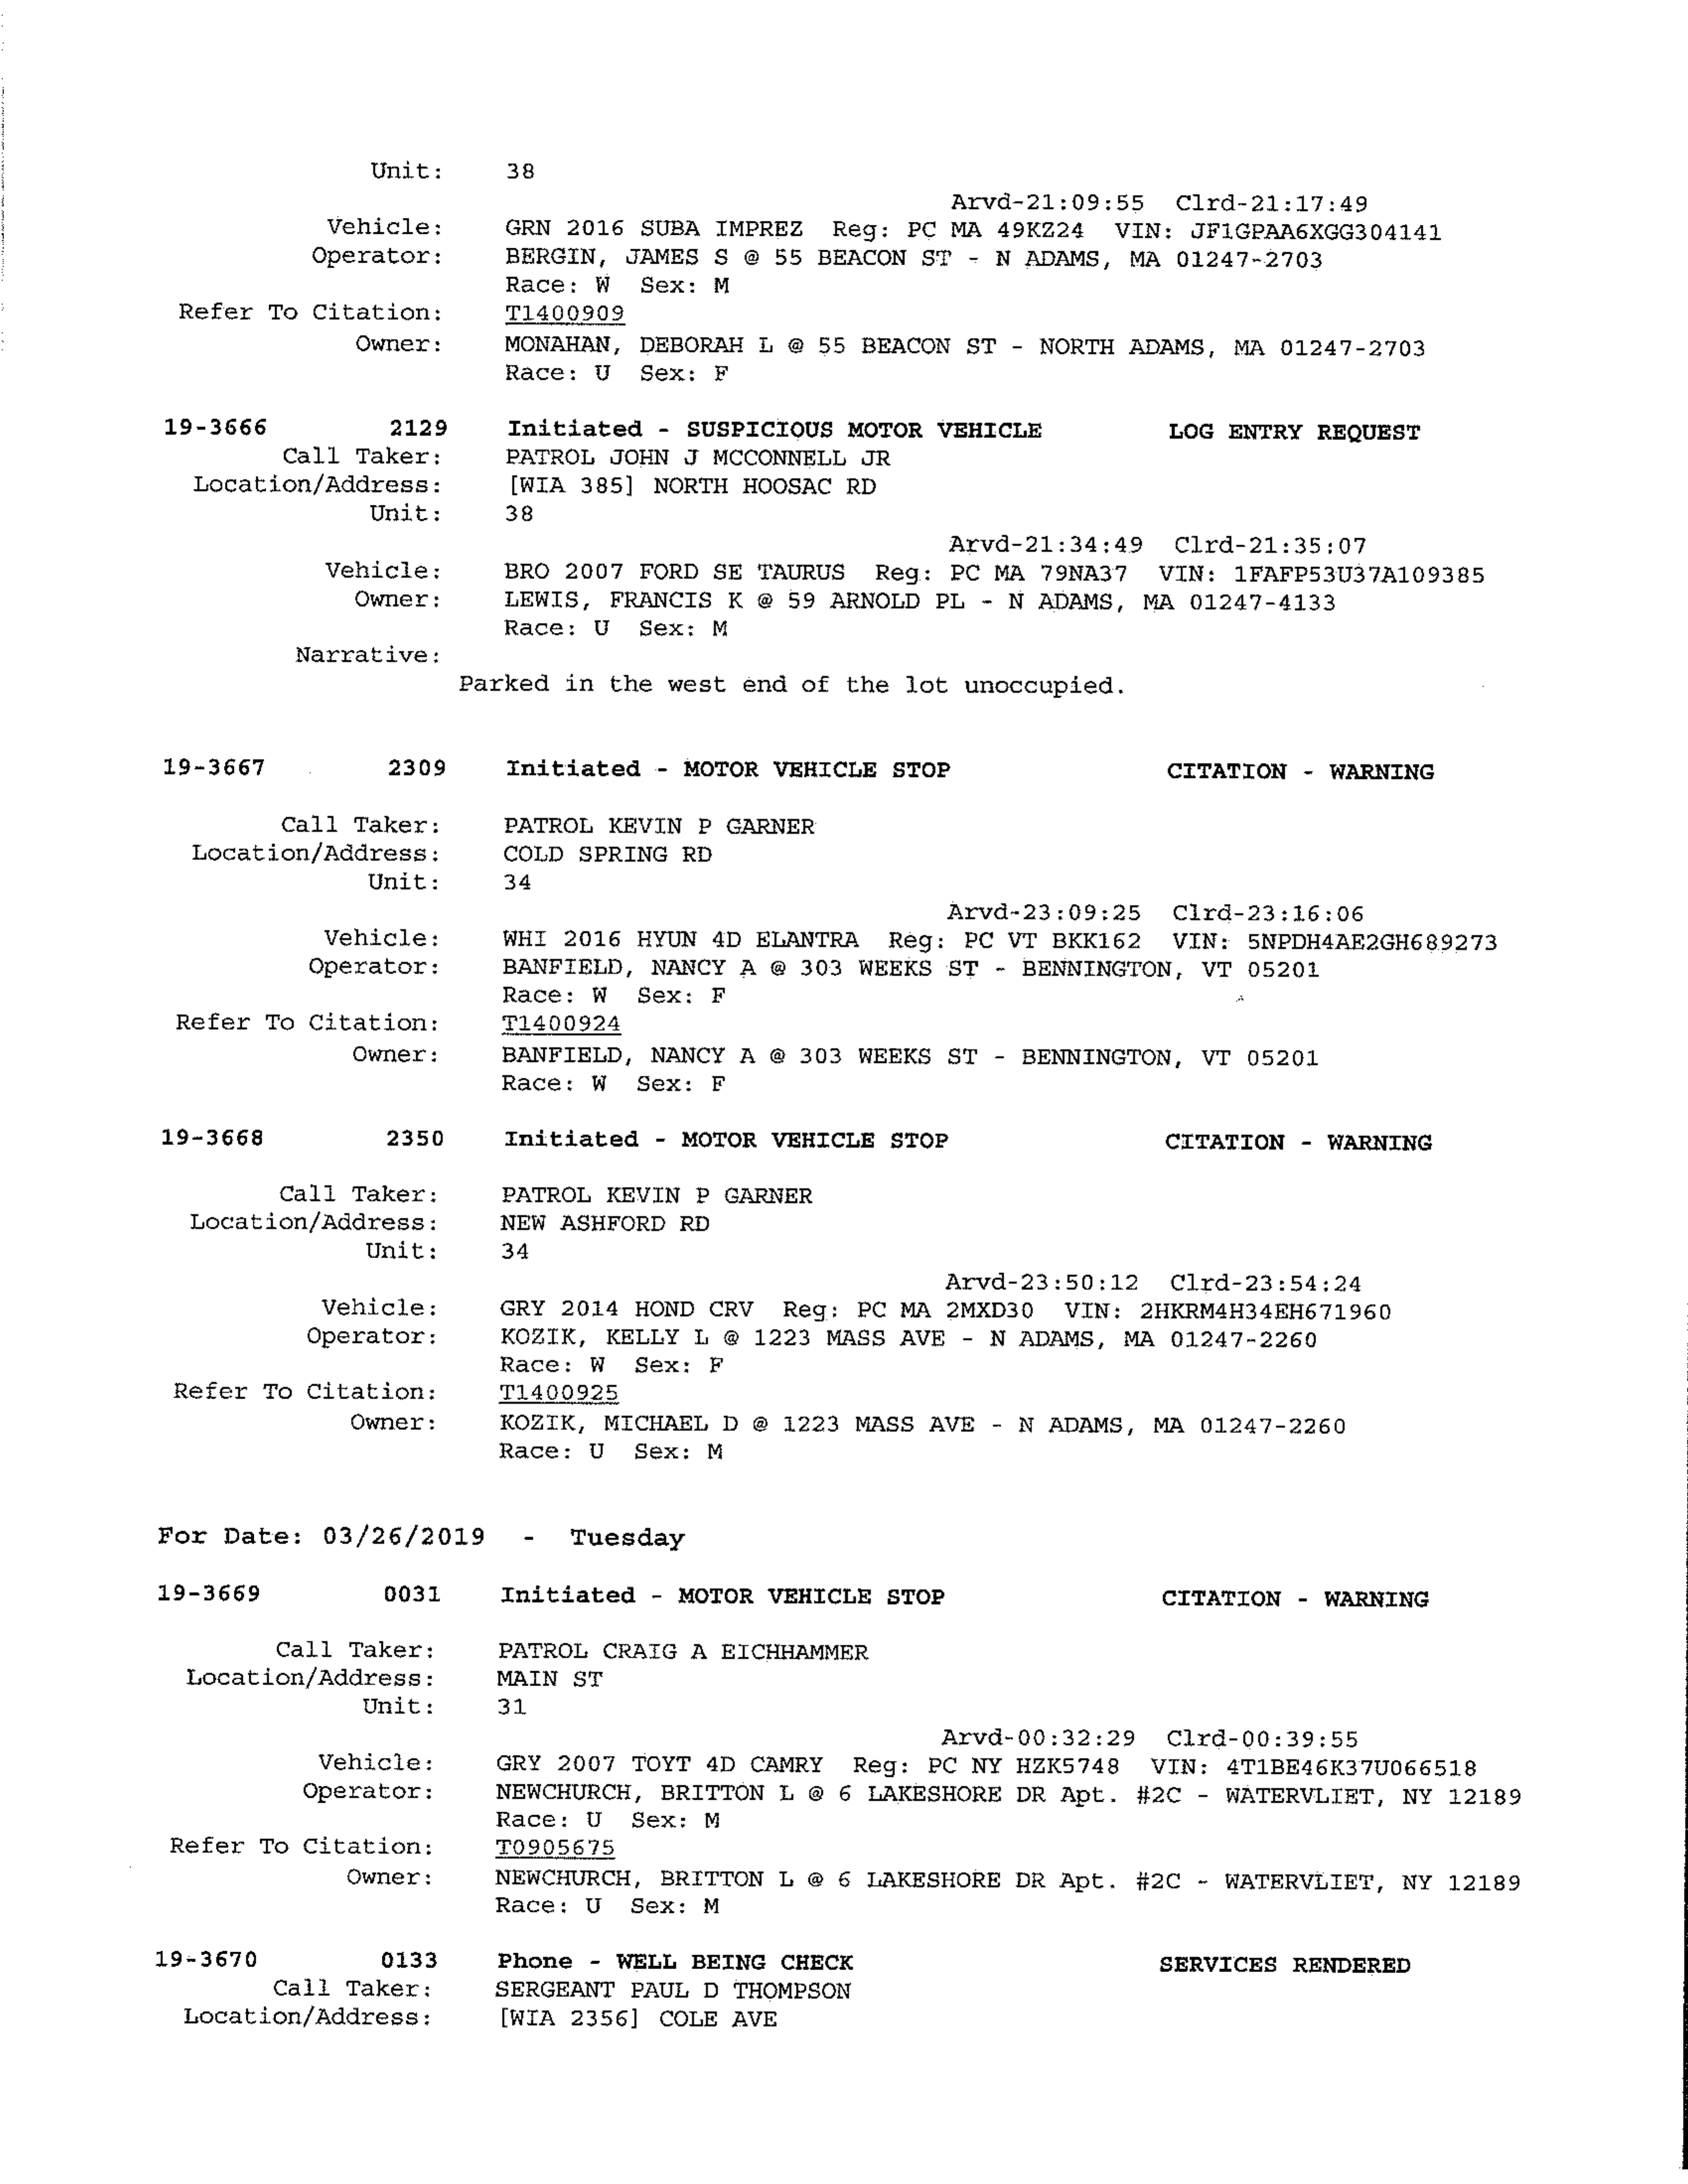 Unit: 38
Arvd-21:09:55 Clrd-21:17:49
Vehicle: GRN 2016 SUBA IMPREZ Reg: PC MA 49KZ24 VIN: JF1GPAA6XGG304141
Operator: BERGIN, JAMES S @ 55 BEACON ST - N ADAMS, MA 01247-2703
Race: W Sex: M
Refer To Citation: T1400909
Owner: MONAHAN, DEBORAH L @ 55 BEACON ST - NORTH ADAMS, MA 01247-2703
Race: U Sex: F
19-3666 2129 Initiated - SUSPICIOUS MOTOR VEHICLE LOG ENTRY REQUEST
Call Taker: PATROL JOHN J MCCONNELL JR
Location/Address: [WIA 385] NORTH HOOSAC RD
Unit: 38
Arvd-21:34:49 Clrd-21:35:07
Vehicle: BRO 2007 FORD SE TAURUS Reg: PC MA 79NA37 VIN: 1FAFP53U37A109385
Owner: LEWIS, FRANCIS K @ 59 ARNOLD PL - N ADAMS, MA 01247-4133
Race: U Sex: M
Narrative:
Parked in the west end of the lot unoccupied.
19-3667 2309 Initiated - MOTOR VEHICLE STOP CITATION - WARNING
Call Taker: PATROL KEVIN P GARNER
Location/Address: COLD SPRING RD
Unit: 34
Arvd-23:09:25 Clrd-23:16:06
Vehicle: WHI 2016 HYUN 4D ELANTRA Reg: PC VT BKK162 VIN: 5NPDH4AE2GH689273
Operator: BANFIELD, NANCY A @ 303 WEEKS ST - BENNINGTON, VT 05201
Race: W Sex: F
Refer To Citation: T1400924
Owner: BANFIELD, NANCY A @ 303 WEEKS ST - BENNINGTON, VT 05201
Race: W Sex: F
19-3668 2350 Initiated - MOTOR VEHICLE STOP CITATION - WARNING
Call Taker: PATROL KEVIN P GARNER
Location/Address: NEW ASHFORD RD
Unit: 34
Arvd-23:50:12 Clrd-23:54:24
Vehicle: GRY 2014 HOND CRV Reg: PC MA 2MXD30 VIN: 2HKRM4H34EH671960
Operator: KOZIK, KELLY L @ 1223 MASS AVE - N ADAMS, MA 01247-2260
Race: W Sex: F
Refer To Citation: T1400925
Owner: KOZIK, MICHAEL D @ 1223 MASS AVE - N ADAMS, MA 01247-2260
Race: U Sex: M
For Date: 03/26/2019 - Tuesday
19-3669 0031 Initiated - MOTOR VEHICLE STOP CITATION - WARNING
Call Taker: PATROL CRAIG A EICHHAMMER
Location/Address: MAIN ST
Unit: 31
Arvd-00:32:29 Clrd-00:39:55
Vehicle: GRY 2007 TOYT 4D CAMRY Reg: PC NY HZK5748 VIN: 4T1BE46K37U066518
Operator: NEWCHURCH, BRITTON L @ 6 LAKESHORE DR Apt. #2C - WATERVLIET, NY 12189
Race: U Sex: M
Refer To Citation: T0905675
Owner: NEWCHURCH, BRITTON L @ 6 LAKESHORE DR Apt. #2C - WATERVLIET, NY 12189
Race: U Sex: M
19-3670 0133 Phone - WELL BEING CHECK SERVICES RENDERED
Call Taker: SERGEANT PAUL D THOMPSON
Location/Address: [WIA 2356] COLE AVE